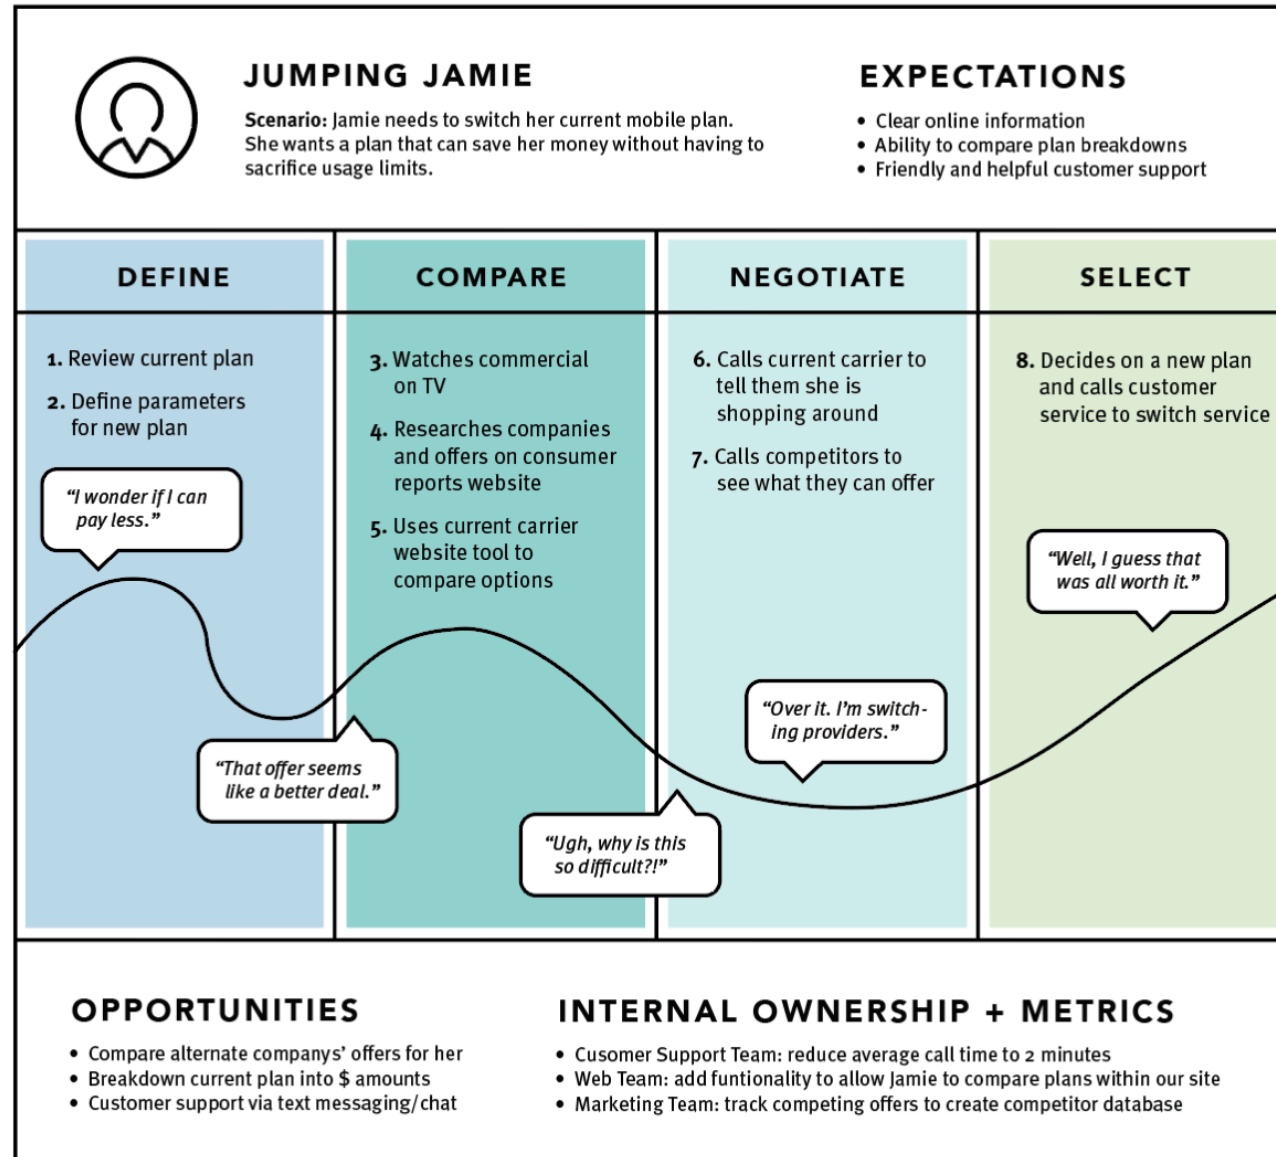 JUMPING JAMIE
Scenario: Jamie needs to switch her current mobile plan.
She wants a plan that can save her money without having to
sacrifice usage limits.
EXPECTATIONS
• Clear online information
• Ability to compare plan breakdowns
• Friendly and helpful customer support
DEFINE
1. Review current plan
2. Define parameters
for new plan
“I wonder if I can
pay less.”
COMPARE
3. Watches commercial
on TV
4. Researches companies
and offers on consumer
reports website
5. Uses current carrier
website tool to
compare options
“That offer seems
like a better deal.”
NEGOTIATE
6. Calls current carrier to
tell them she is
shopping around
7. Calls competitors to
see what they can offer
“Ugh, why is this
so difficult?!”
“Over it. I’m switch-
ing providers.”
SELECT
8. Decides on a new plan
and calls customer
service to switch service
“Well, I guess that
was all worth it.”
OPPORTUNITIES
• Compare alternate companys’ offers for her
• Breakdown current plan into $ amounts
• Customer support via text messaging/chat
INTERNAL OWNERSHIP + METRICS
• Cusomer Support Team: reduce average call time to 2 minutes
• Web Team: add funtionality to allow Jamie to compare plans within our site
• Marketing Team: track competing offers to create competitor database